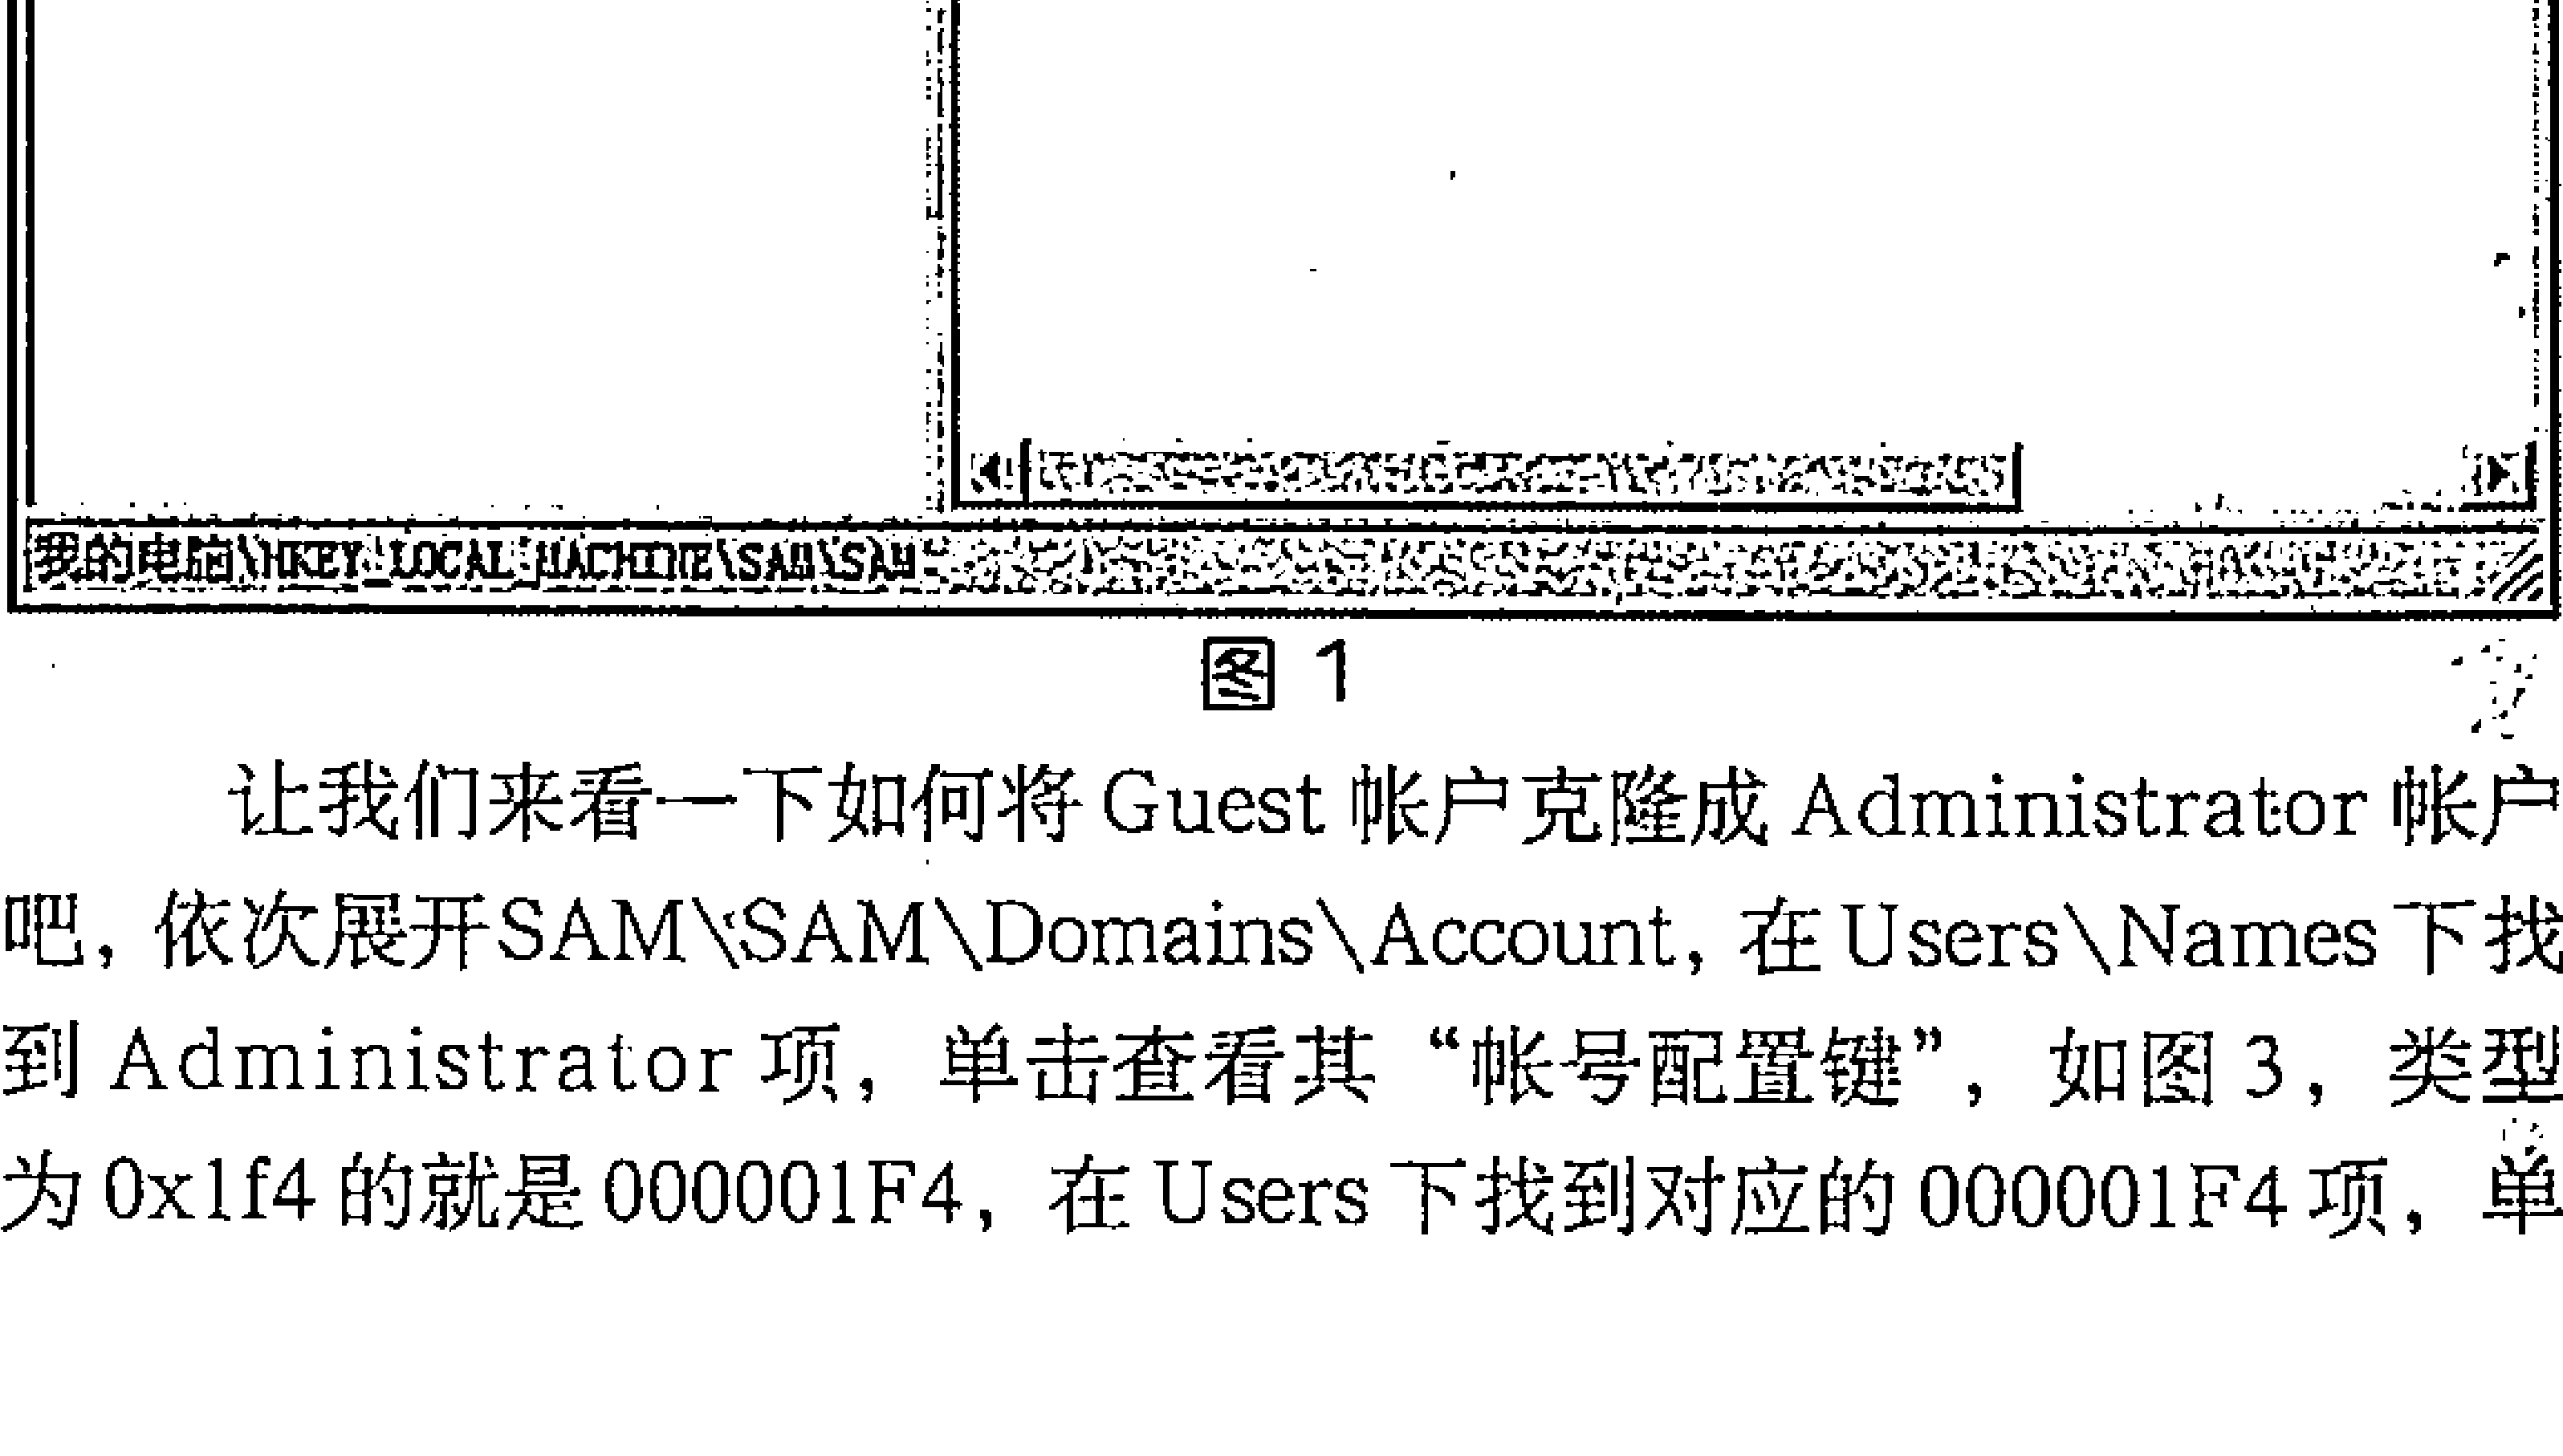 我的电脑\HKEY_LOCAL_MACHINE\SAM\SAM
图 1
让我们来看一下如何将 Guest 帐户克隆成 Administrator 帐户
吧，依次展开SAM\SAM\Domains\Account，在 Users\Names 下找
到 Administrator 项，单击查看其“帐号配置键”，如图 3，类型
为 0x1f4 的就是 000001F4，在 Users 下找到对应的 000001F4 项，单